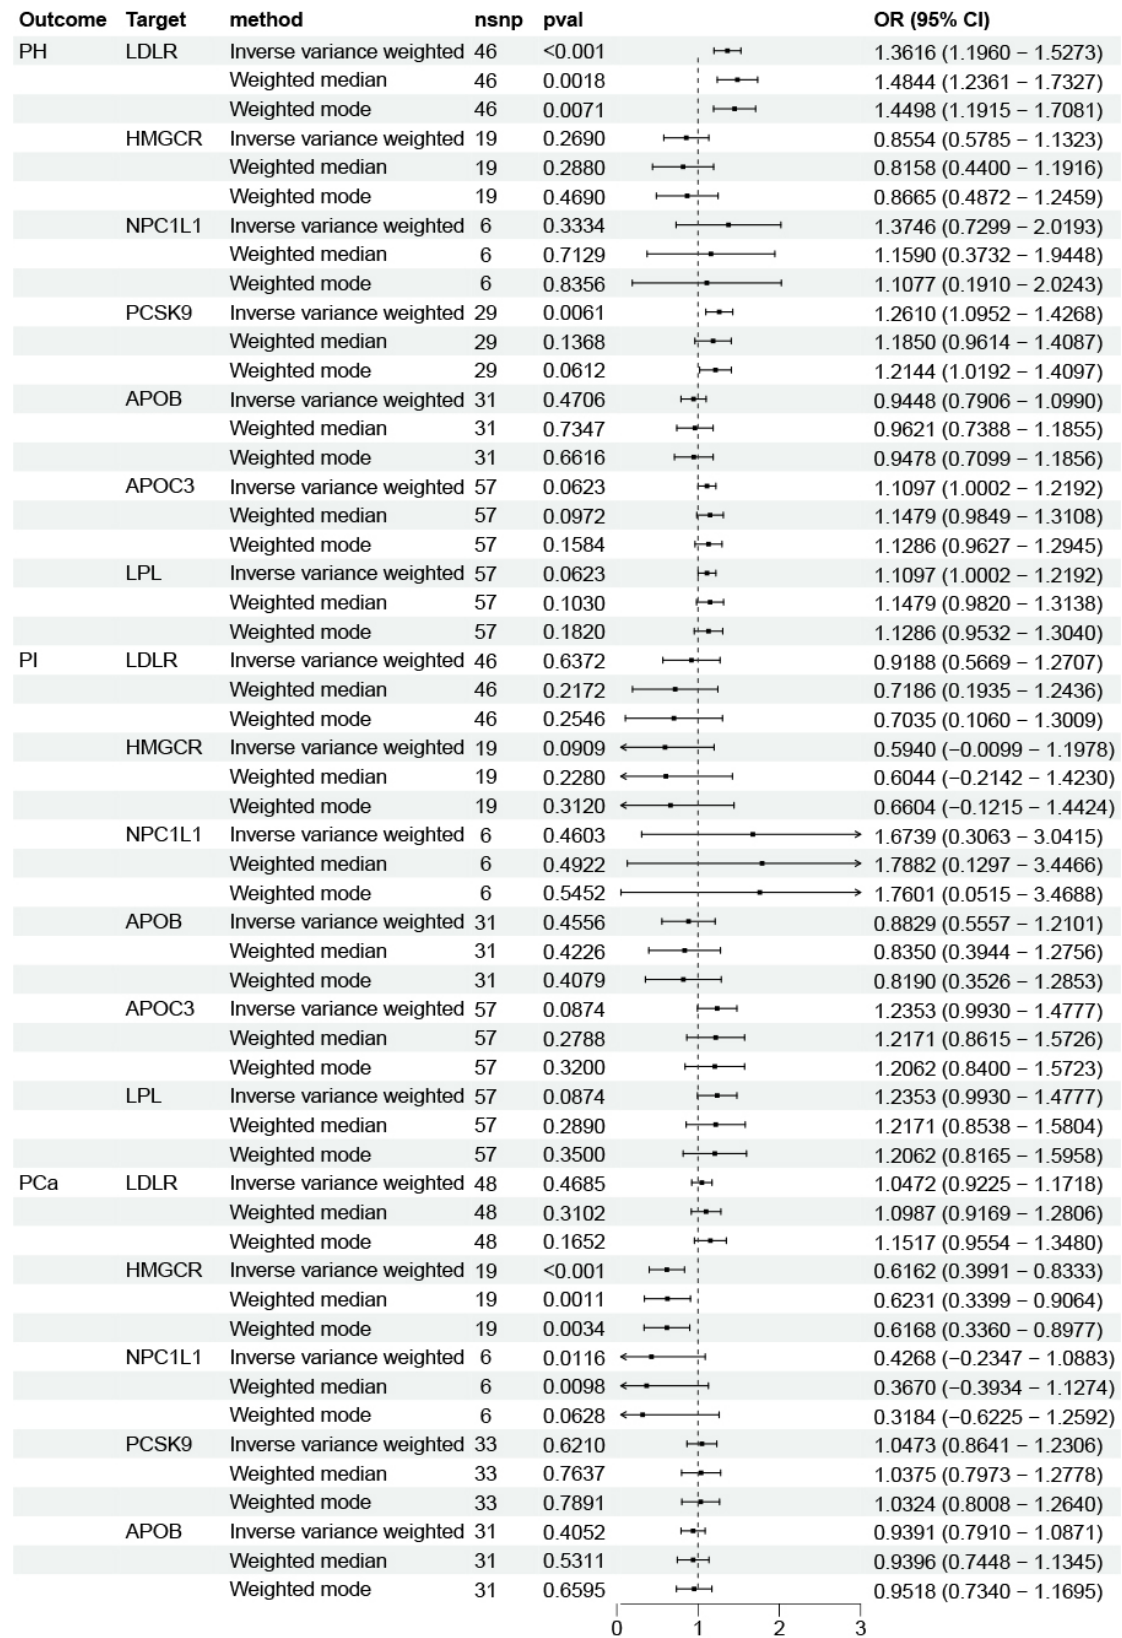 Outcome Target method nsnp pval OR (95% CI)
PH LDLR Inverse variance weighted 46 <0.001 1.3616 (1.1960 − 1.5273)
Weighted median 46 0.0018 1.4844 (1.2361 − 1.7327)
Weighted mode 46 0.0071 1.4498 (1.1915 − 1.7081)
HMGCR Inverse variance weighted 19 0.2690 0.8554 (0.5785 − 1.1323)
Weighted median 19 0.2880 0.8158 (0.4400 − 1.1916)
Weighted mode 19 0.4690 0.8665 (0.4872 − 1.2459)
NPC1L1 Inverse variance weighted 6 0.3334 1.3746 (0.7299 − 2.0193)
Weighted median 6 0.7129 1.1590 (0.3732 − 1.9448)
Weighted mode 6 0.8356 1.1077 (0.1910 − 2.0243)
PCSK9 Inverse variance weighted 29 0.0061 1.2610 (1.0952 − 1.4268)
Weighted median 29 0.1368 1.1850 (0.9614 − 1.4087)
Weighted mode 29 0.0612 1.2144 (1.0192 − 1.4097)
APOB Inverse variance weighted 31 0.4706 0.9448 (0.7906 − 1.0990)
Weighted median 31 0.7347 0.9621 (0.7388 − 1.1855)
Weighted mode 31 0.6616 0.9478 (0.7099 − 1.1856)
APOC3 Inverse variance weighted 57 0.0623 1.1097 (1.0002 − 1.2192)
Weighted median 57 0.0972 1.1479 (0.9849 − 1.3108)
Weighted mode 57 0.1584 1.1286 (0.9627 − 1.2945)
LPL Inverse variance weighted 57 0.0623 1.1097 (1.0002 − 1.2192)
Weighted median 57 0.1030 1.1479 (0.9820 − 1.3138)
Weighted mode 57 0.1820 1.1286 (0.9532 − 1.3040)
PI LDLR Inverse variance weighted 46 0.6372 0.9188 (0.5669 − 1.2707)
Weighted median 46 0.2172 0.7186 (0.1935 − 1.2436)
Weighted mode 46 0.2546 0.7035 (0.1060 − 1.3009)
HMGCR Inverse variance weighted 19 0.0909 0.5940 (−0.0099 − 1.1978)
Weighted median 19 0.2280 0.6044 (−0.2142 − 1.4230)
Weighted mode 19 0.3120 0.6604 (−0.1215 − 1.4424)
NPC1L1 Inverse variance weighted 6 0.4603 1.6739 (0.3063 − 3.0415)
Weighted median 6 0.4922 1.7882 (0.1297 − 3.4466)
Weighted mode 6 0.5452 1.7601 (0.0515 − 3.4688)
APOB Inverse variance weighted 31 0.4556 0.8829 (0.5557 − 1.2101)
Weighted median 31 0.4226 0.8350 (0.3944 − 1.2756)
Weighted mode 31 0.4079 0.8190 (0.3526 − 1.2853)
APOC3 Inverse variance weighted 57 0.0874 1.2353 (0.9930 − 1.4777)
Weighted median 57 0.2788 1.2171 (0.8615 − 1.5726)
Weighted mode 57 0.3200 1.2062 (0.8400 − 1.5723)
LPL Inverse variance weighted 57 0.0874 1.2353 (0.9930 − 1.4777)
Weighted median 57 0.2890 1.2171 (0.8538 − 1.5804)
Weighted mode 57 0.3500 1.2062 (0.8165 − 1.5958)
PCa LDLR Inverse variance weighted 48 0.4685 1.0472 (0.9225 − 1.1718)
Weighted median 48 0.3102 1.0987 (0.9169 − 1.2806)
Weighted mode 48 0.1652 1.1517 (0.9554 − 1.3480)
HMGCR Inverse variance weighted 19 <0.001 0.6162 (0.3991 − 0.8333)
Weighted median 19 0.0011 0.6231 (0.3399 − 0.9064)
Weighted mode 19 0.0034 0.6168 (0.3360 − 0.8977)
NPC1L1 Inverse variance weighted 6 0.0116 0.4268 (−0.2347 − 1.0883)
Weighted median 6 0.0098 0.3670 (−0.3934 − 1.1274)
Weighted mode 6 0.0628 0.3184 (−0.6225 − 1.2592)
PCSK9 Inverse variance weighted 33 0.6210 1.0473 (0.8641 − 1.2306)
Weighted median 33 0.7637 1.0375 (0.7973 − 1.2778)
Weighted mode 33 0.7891 1.0324 (0.8008 − 1.2640)
APOB Inverse variance weighted 31 0.4052 0.9391 (0.7910 − 1.0871)
Weighted median 31 0.5311 0.9396 (0.7448 − 1.1345)
Weighted mode 31 0.6595 0.9518 (0.7340 − 1.1695)
0 1 2 3